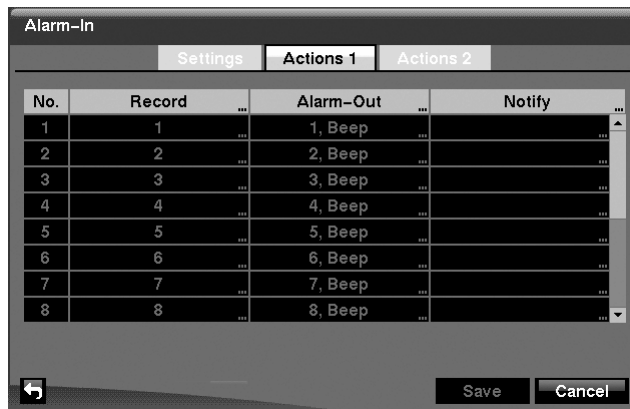 Alarm-In
Settings Actions 1 Actions 2
No. Record ... Alarm-Out ... Notify ...
1 1 ... 1, Beep ... ...
2 2 ... 2, Beep ... ...
3 3 ... 3, Beep ... ...
4 4 ... 4, Beep ... ...
5 5 ... 5, Beep ... ...
6 6 ... 6, Beep ... ...
7 7 ... 7, Beep ... ...
8 8 ... 8, Beep ... ...
Save Cancel